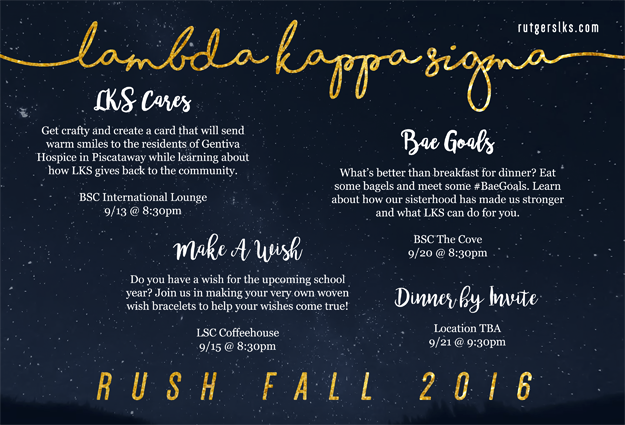 rutgerslks.com
lambda kappa sigma
LKS Cares
Get crafty and create a card that will send
warm smiles to the residents of Gentiva
Hospice in Piscataway while learning about
how LKS gives back to the community.
BSC International Lounge
9/13 @ 8:30pm
Bae Goals
What's better than breakfast for dinner? Eat
some bagels and meet some #BaeGoals. Learn
about how our sisterhood has made us stronger
and what LKS can do for you.
BSC The Cove
9/20 @ 8:30pm
Make A Wish
Do you have a wish for the upcoming school
year? Join us in making your very own woven
wish bracelets to help your wishes come true!
LSC Coffeehouse
9/15 @ 8:30pm
Dinner by Invite
Location TBA
9/21 @ 9:30pm
RUSH FALL 2016